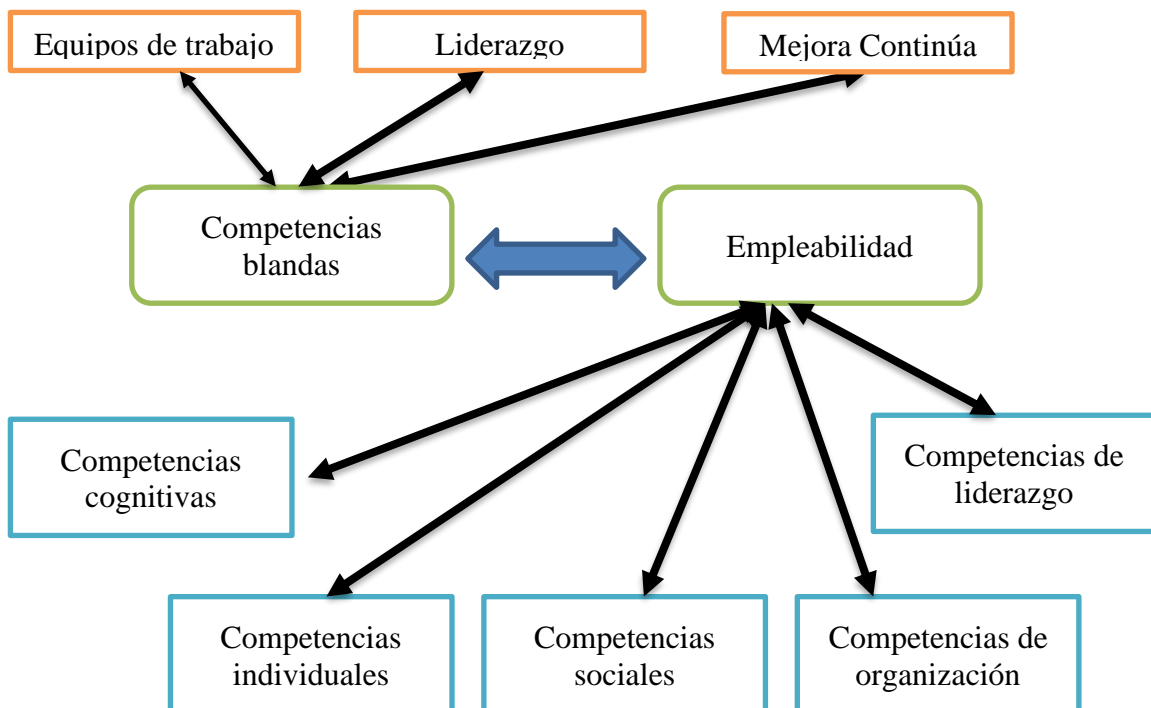 Equipos de trabajo
Liderazgo
Mejora Continúa
Competencias
blandas
Empleabilidad
Competencias
cognitivas
Competencias de
liderazgo
Competencias
individuales
Competencias
sociales
Competencias de
organización